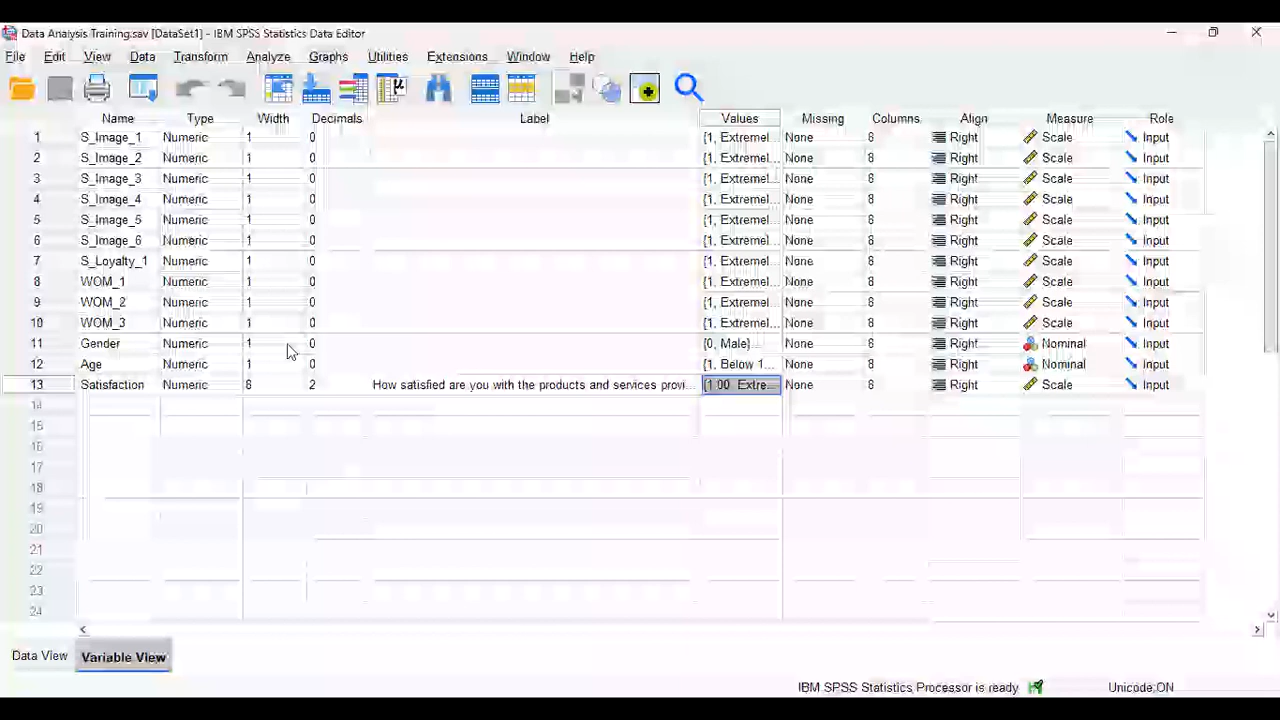 Data Analysis Training.sav [DataSet1] - IBM SPSS Statistics Data Editor
File Edit View Data Transform Analyze Graphs Utilities Extensions Window Help
Name Type Width Decimals Label Values Missing Columns Align Measure Role
1 S_Image_1 Numeric 1 0 {1, Extremel... None 8 Right Scale Input
2 S_Image_2 Numeric 1 0 {1, Extremel... None 8 Right Scale Input
3 S_Image_3 Numeric 1 0 {1, Extremel... None 8 Right Scale Input
4 S_Image_4 Numeric 1 0 {1, Extremel... None 8 Right Scale Input
5 S_Image_5 Numeric 1 0 {1, Extremel... None 8 Right Scale Input
6 S_Image_6 Numeric 1 0 {1, Extremel... None 8 Right Scale Input
7 S_Loyalty_1 Numeric 1 0 {1, Extremel... None 8 Right Scale Input
8 WOM_1 Numeric 1 0 {1, Extremel... None 8 Right Scale Input
9 WOM_2 Numeric 1 0 {1, Extremel... None 8 Right Scale Input
10 WOM_3 Numeric 1 0 {1, Extremel... None 8 Right Scale Input
11 Gender Numeric 1 0 {0, Male}... None 8 Right Nominal Input
12 Age Numeric 1 0 {1, Below 1... None 8 Right Nominal Input
13 Satisfaction Numeric 8 2 How satisfied are you with the products and services provi... {1.00, Extre... None 8 Right Scale Input
14
15
16
17
18
19
20
21
22
23
24
Data View Variable View
IBM SPSS Statistics Processor is ready Unicode:ON